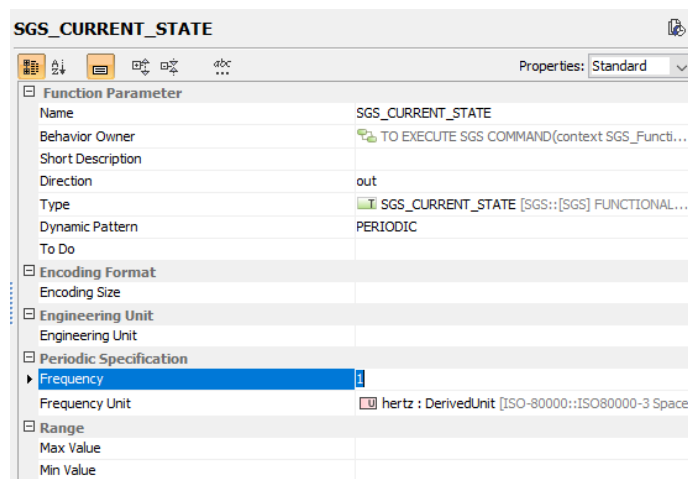 SGS_CURRENT_STATE
abc Properties: Standard
Function Parameter
Name SGS_CURRENT_STATE
Behavior Owner TO EXECUTE SGS COMMAND(context SGS_Functi...
Short Description
Direction out
Type T SGS_CURRENT_STATE [SGS::[SGS] FUNCTIONAL...
Dynamic Pattern PERIODIC
To Do
Encoding Format
Encoding Size
Engineering Unit
Engineering Unit
Periodic Specification
Frequency 1
Frequency Unit U hertz : DerivedUnit [ISO-80000::ISO80000-3 Space
Range
Max Value
Min Value